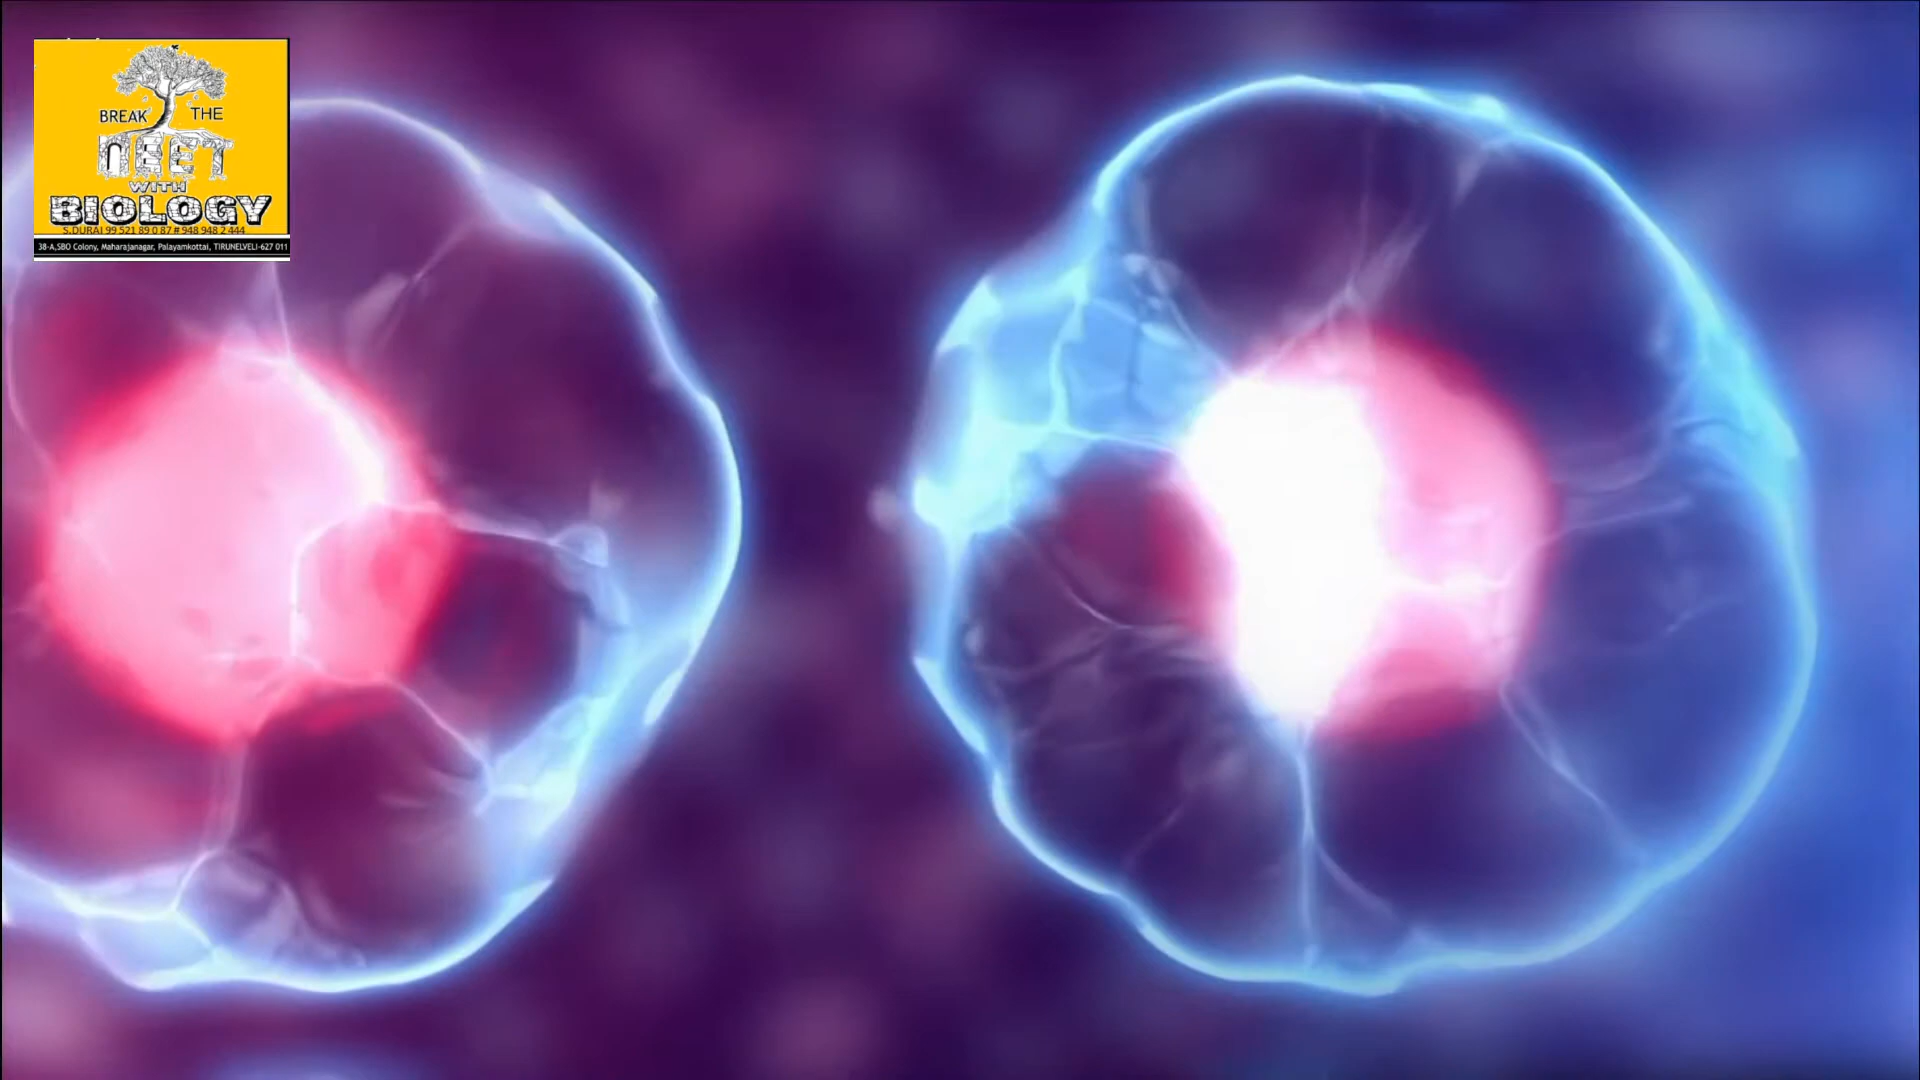 BREAK THE
NEET
WITH
BIOLOGY
S.DURAI 99 521 89 0 87 # 948 948 2 444
38-A,SBO Colony, Maharajanagar, Palayamkottai, TIRUNELVELI-627 011